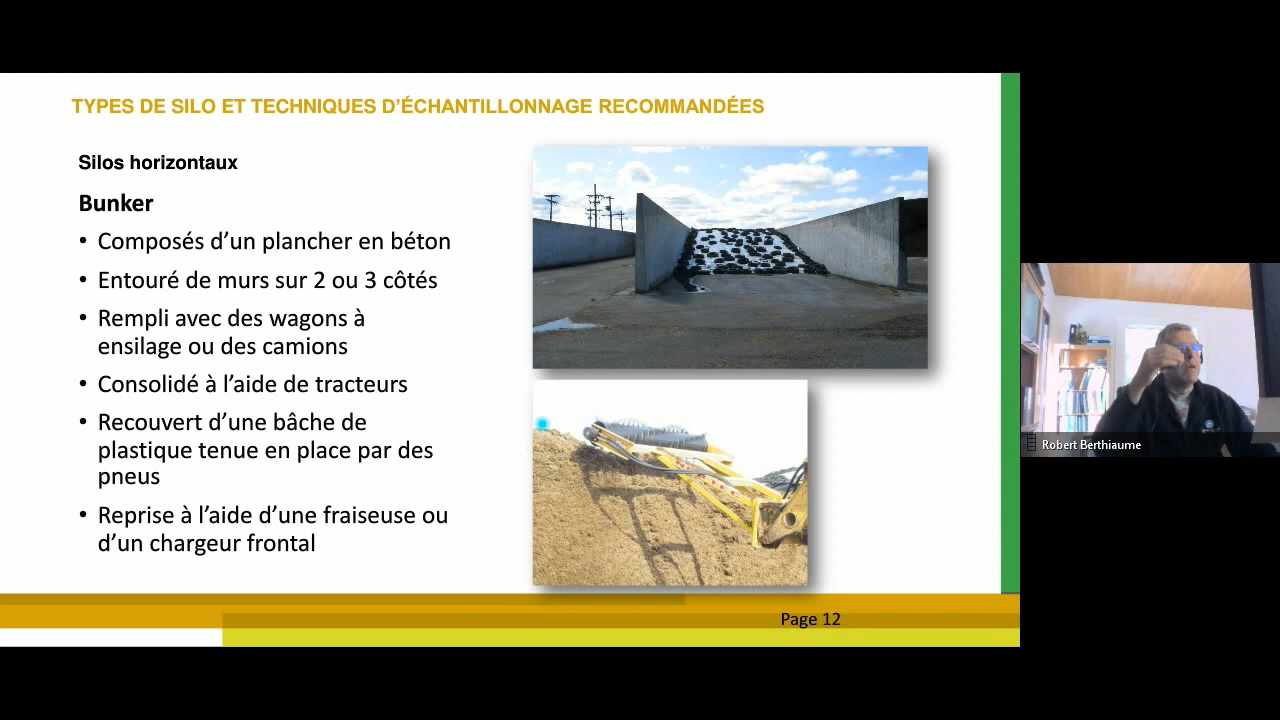 TYPES DE SILO ET TECHNIQUES D’ÉCHANTILLONNAGE RECOMMANDÉES
Silos horizontaux
Bunker
• Composés d’un plancher en béton
• Entouré de murs sur 2 ou 3 côtés
• Rempli avec des wagons à
ensilage ou des camions
• Consolidé à l’aide de tracteurs
• Recouvert d’une bâche de
plastique tenue en place par des
pneus
• Reprise à l’aide d’une fraiseuse ou
d’un chargeur frontal
Page 12
Robert Berthiaume